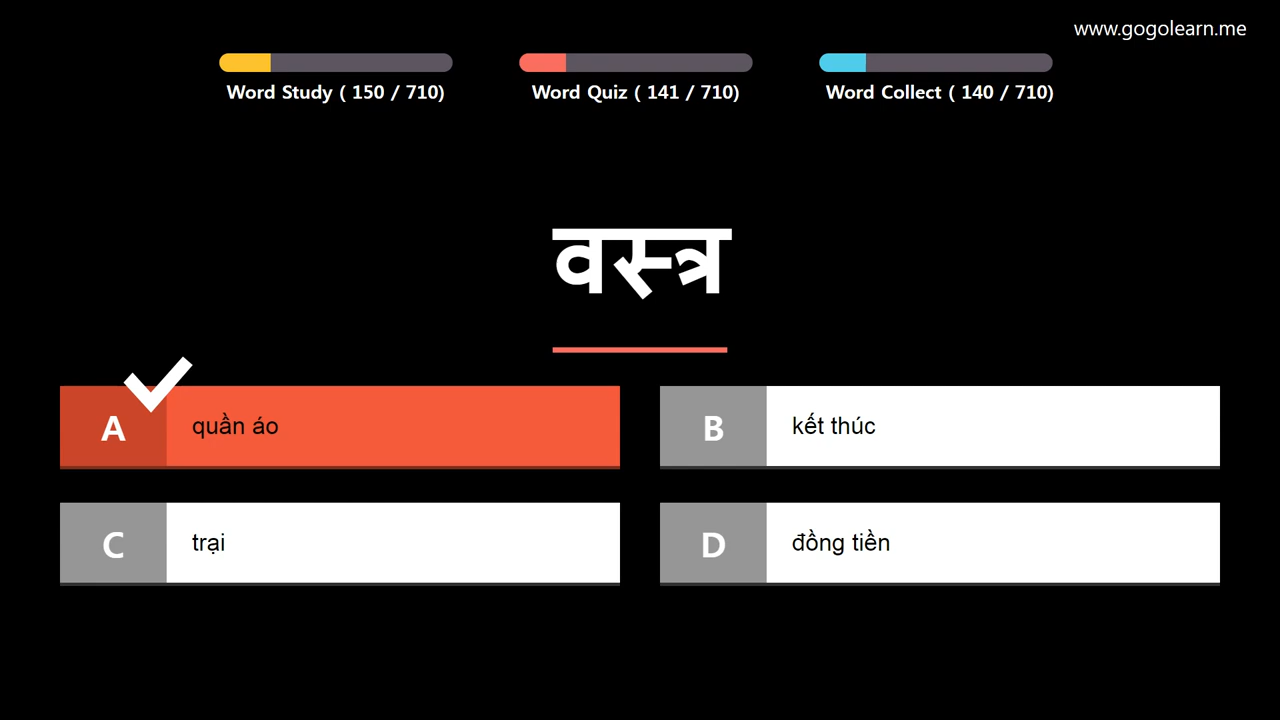 www.gogolearn.me
Word Study ( 150 / 710)
Word Quiz ( 141 / 710)
Word Collect ( 140 / 710)
वस्त्र
A quần áo
B kết thúc
C trại
D đồng tiền